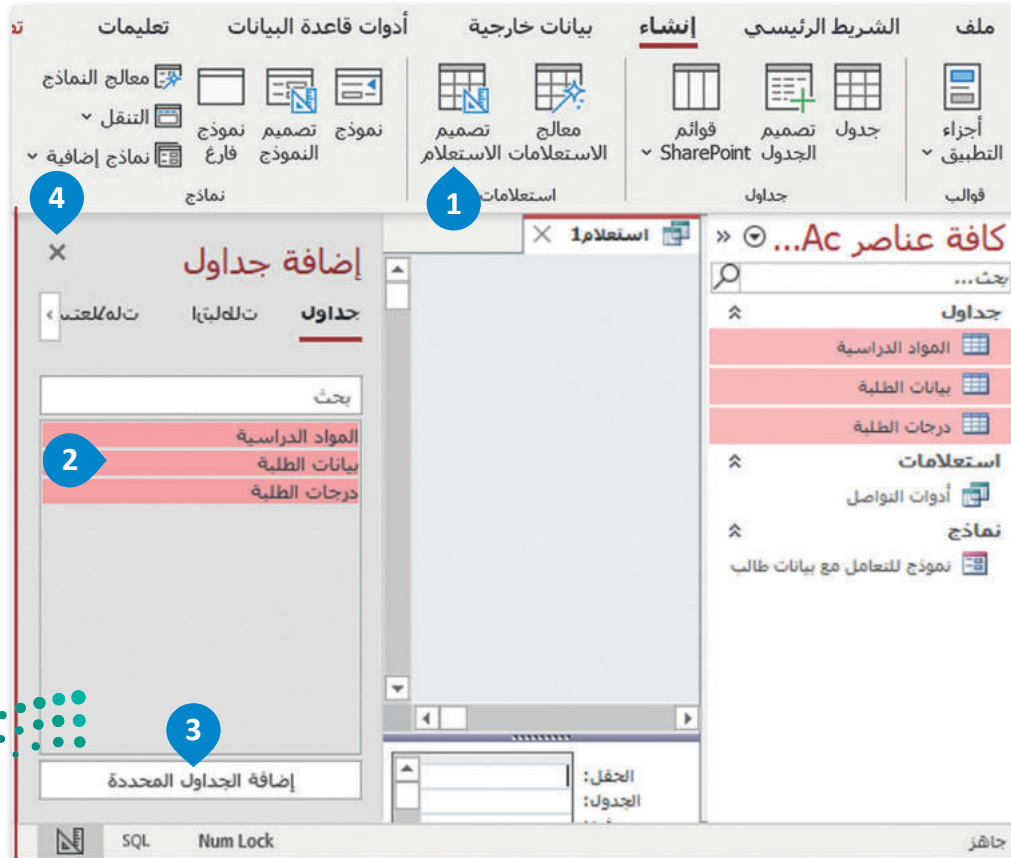 ملف الشريط الرئيسي إنشاء بيانات خارجية أدوات قاعدة البيانات تعليمات
أجزاء التطبيق
جدول
تصميم الجدول
قوائم SharePoint
معالج الاستعلامات
تصميم الاستعلام
نموذج
تصميم النموذج
نموذج فارغ
معالج النماذج
التنقل
نماذج إضافية
قوالب جداول استعلامات نماذج
1
4
كافة عناصر Ac...
بحث...
جداول
المواد الدراسية
بيانات الطلبة
درجات الطلبة
استعلامات
أدوات التواصل
نماذج
نموذج للتعامل مع بيانات طالب
استعلام1
الحقل:
الجدول:
إضافة جداول
جداول
بحث
المواد الدراسية
بيانات الطلبة
درجات الطلبة
2
3
إضافة الجداول المحددة
جاهز
Num Lock
SQL